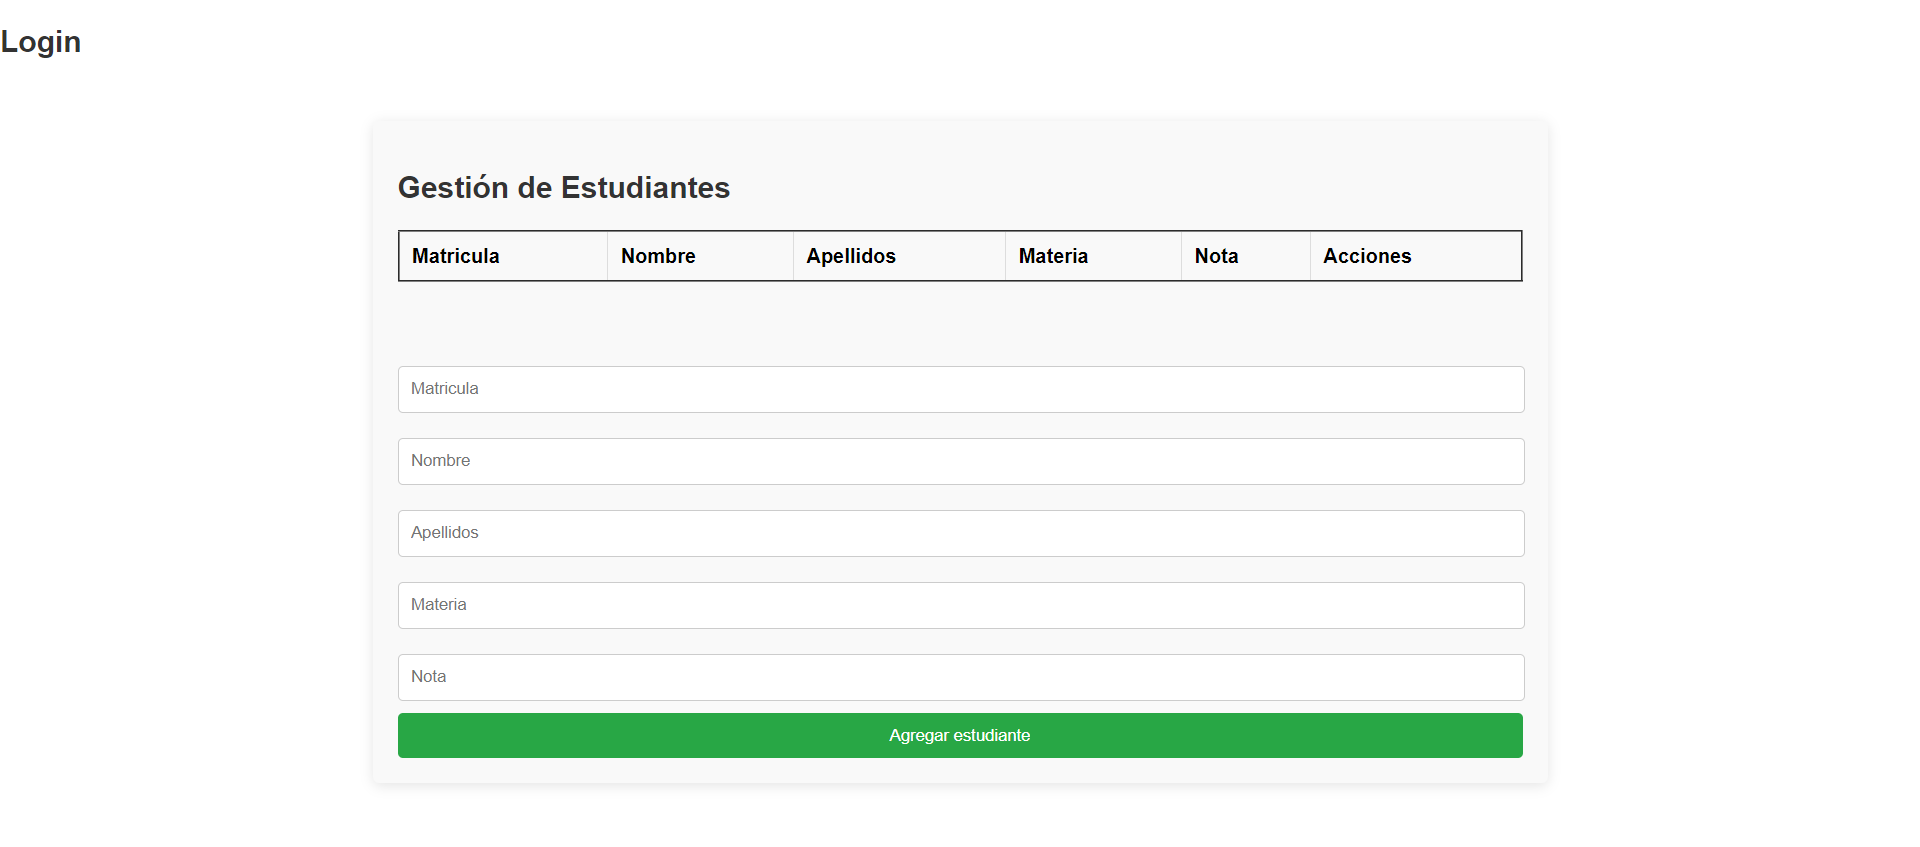 Login
Gestión de Estudiantes
Matricula Nombre Apellidos Materia Nota Acciones
Matricula
Nombre
Apellidos
Materia
Nota
Agregar estudiante